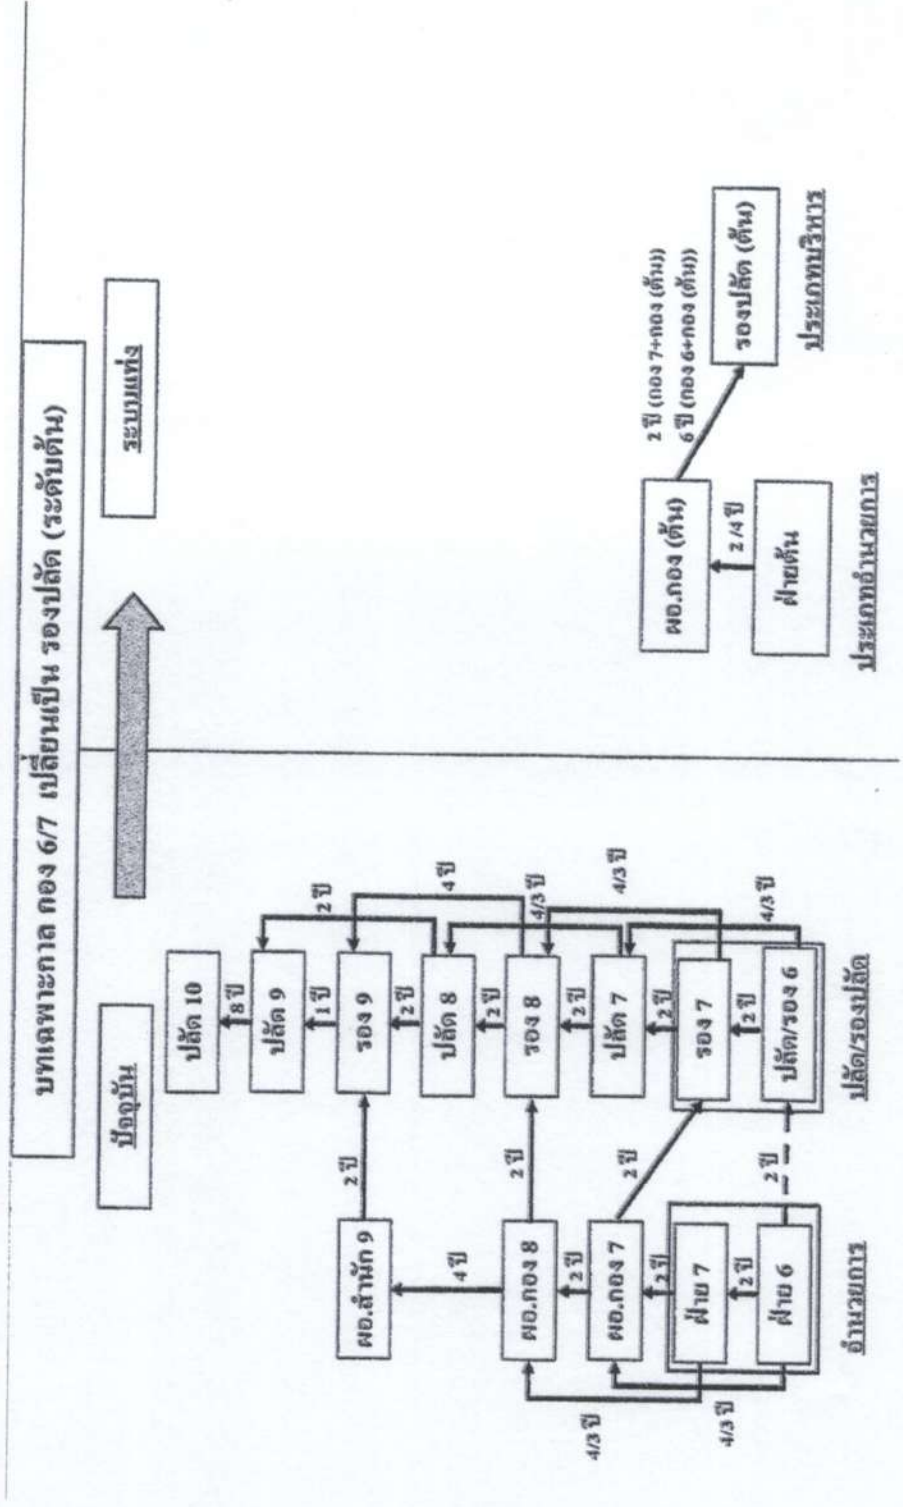 บทเฉพาะกาล กอง 6/7 เปลี่ยนเป็น รองปลัด (ระดับต้น)
ปัจจุบัน
ระบบแท่ง
ปลัด 10
8 ปี
ปลัด 9
2 ปี
1 ปี
ผอ.สำนัก 9
2 ปี
รอง 9
4 ปี
2 ปี
4 ปี
ปลัด 8
4/3 ปี
2 ปี
ผอ.กอง 8
2 ปี
รอง 8
4/3 ปี
4/3 ปี
2 ปี
2 ปี
ผอ.กอง 7
2 ปี
ปลัด 7
2 ปี
2 ปี
4/3 ปี
ฝ่าย 7
รอง 7
4/3 ปี
2 ปี
2 ปี
ฝ่าย 6
2 ปี
ปลัด/รอง 6
อำนวยการ
ปลัด/รองปลัด
2 ปี (กอง 7+กอง (ต้น))
6 ปี (กอง 6+กอง (ต้น))
ผอ.กอง (ต้น)
รองปลัด (ต้น)
2 /4 ปี
ฝ่ายต้น
ประเภทอำนวยการ
ประเภทบริหาร